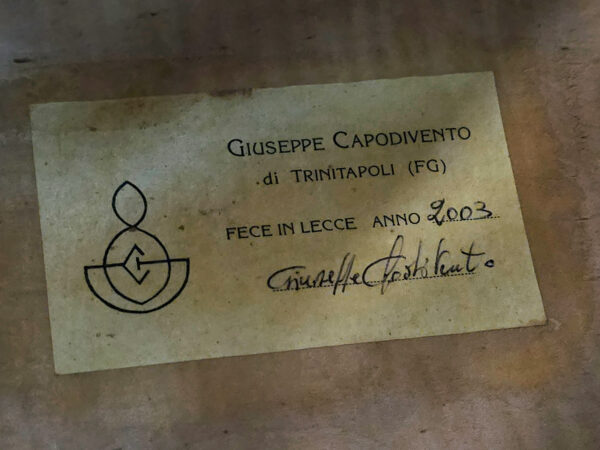 GIUSEPPE CAPODIVENTO
di TRINITAPOLI (FG)
FECE IN LECCE ANNO 2003
Giuseppe Capodivento